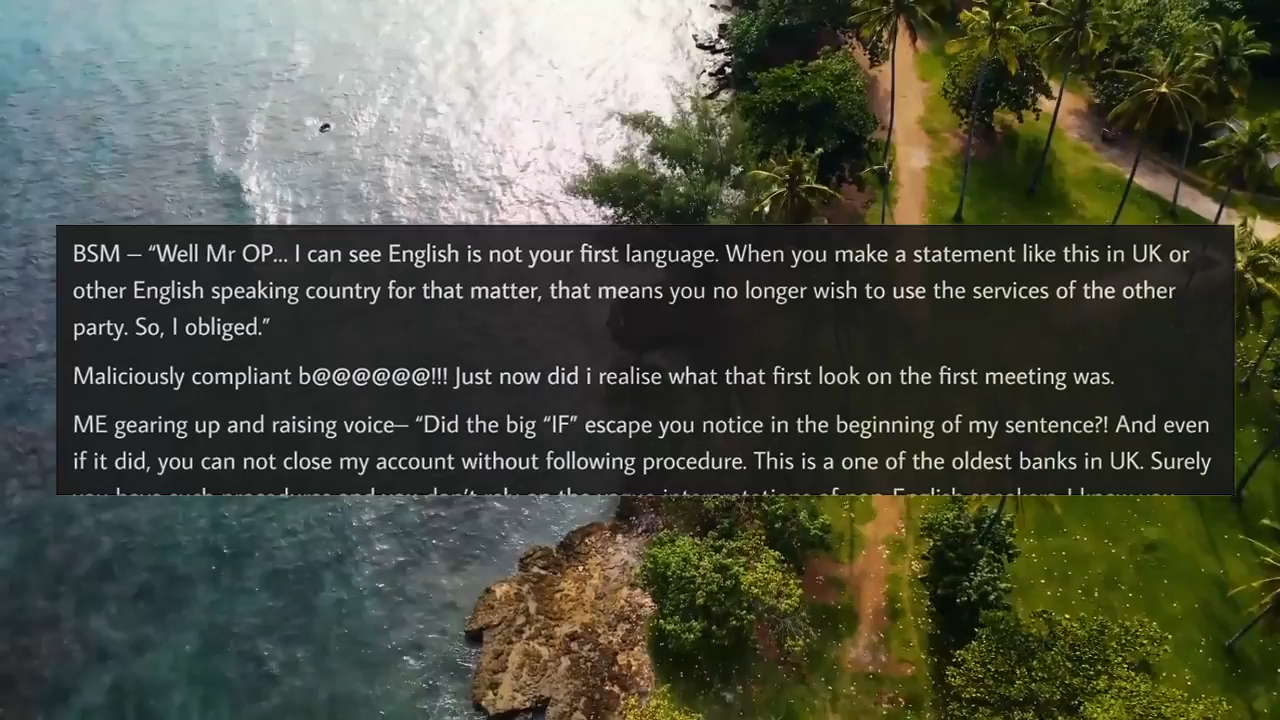 BSM – “Well Mr OP... I can see English is not your first language. When you make a statement like this in UK or
other English speaking country for that matter, that means you no longer wish to use the services of the other
party. So, I obliged.”
Maliciously compliant b@@@@@@!!! Just now did i realise what that first look on the first meeting was.
ME gearing up and raising voice– “Did the big “IF” escape you notice in the beginning of my sentence?! And even
if it did, you can not close my account without following procedure. This is a one of the oldest banks in UK. Surely